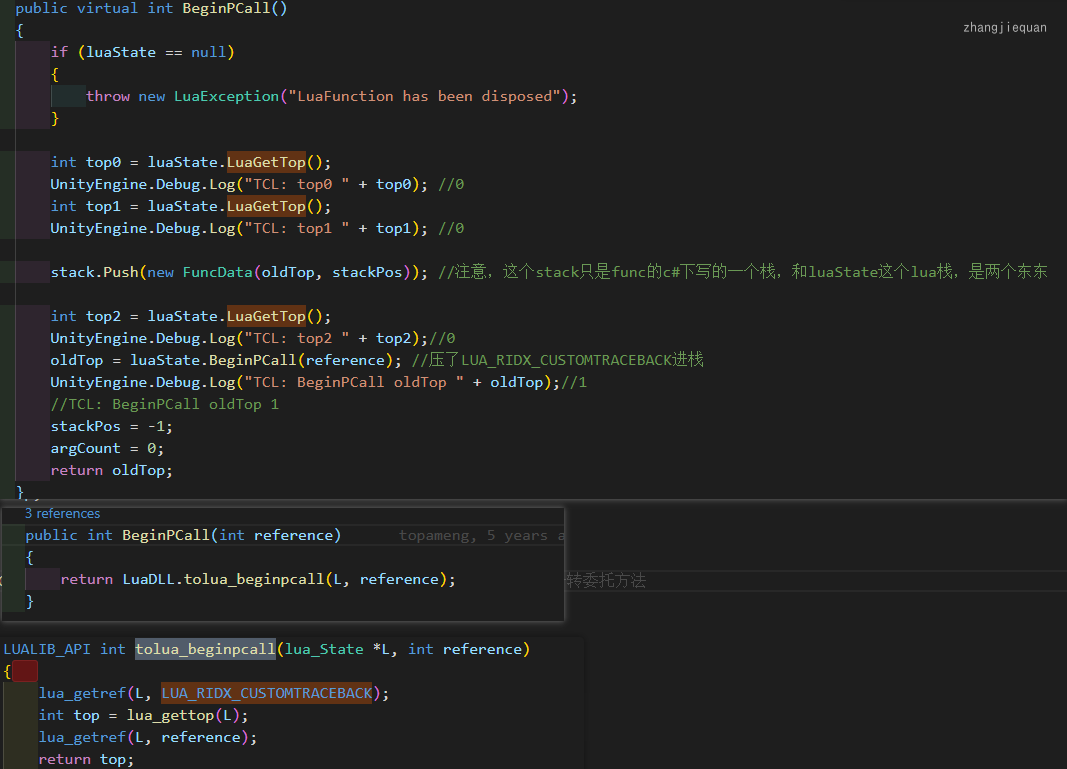 public virtual int BeginPCall()
{
zhangjiequan
if (luaState == null)
{
throw new LuaException("LuaFunction has been disposed");
}
int top0 = luaState.LuaGetTop();
UnityEngine.Debug.Log("TCL: top0 " + top0); //0
int top1 = luaState.LuaGetTop();
UnityEngine.Debug.Log("TCL: top1 " + top1); //0
stack.Push(new FuncData(oldTop, stackPos)); //注意，这个stack只是func的c#下写的一个栈，和luaState这个lua栈，是两个东东
int top2 = luaState.LuaGetTop();
UnityEngine.Debug.Log("TCL: top2 " + top2);//0
oldTop = luaState.BeginPCall(reference); //压了LUA_RIDX_CUSTOMTRACEBACK进栈
UnityEngine.Debug.Log("TCL: BeginPCall oldTop " + oldTop);//1
//TCL: BeginPCall oldTop 1
stackPos = -1;
argCount = 0;
return oldTop;
}
3 references
public int BeginPCall(int reference) topameng, 5 years a
{
return LuaDLL.tolua_beginpcall(L, reference);
转委托方法
}
LUALIB_API int tolua_beginpcall(lua_State *L, int reference)
{
lua_getref(L, LUA_RIDX_CUSTOMTRACEBACK);
int top = lua_gettop(L);
lua_getref(L, reference);
return top;